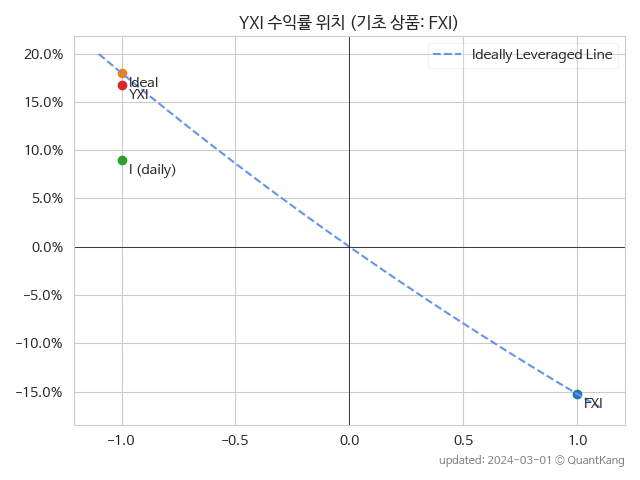 YXI 수익률 위치 (기초 상품: FXI)
Ideally Leveraged Line
20.0%
15.0%
10.0%
5.0%
0.0%
-5.0%
-10.0%
-15.0%
Ideal
YXI
I (daily)
FXI
-1.0
-0.5
0.0
0.5
1.0
updated: 2024-03-01 © QuantKang